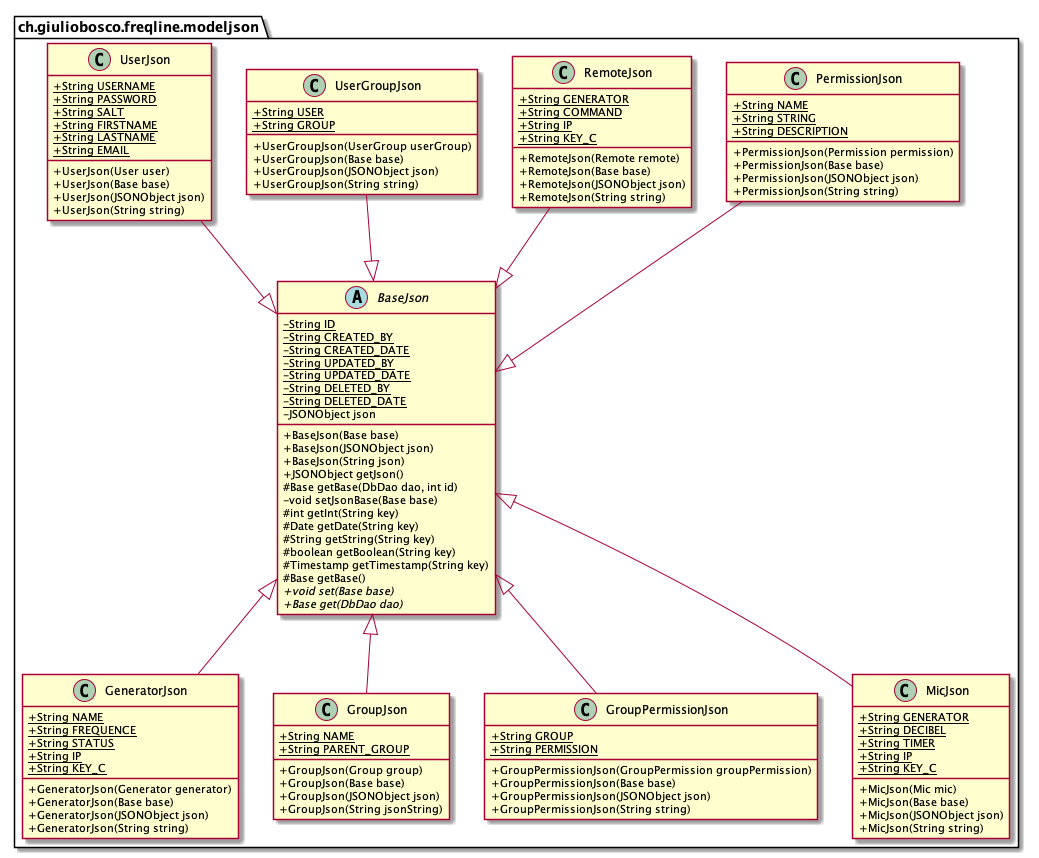 ch.giuliobosco.freqline.modeljson
C UserJson
+String USERNAME
+String PASSWORD
+String SALT
+String FIRSTNAME
+String LASTNAME
+String EMAIL
+UserJson(User user)
+UserJson(Base base)
+UserJson(JSONObject json)
+UserJson(String string)
C UserGroupJson
+String USER
+String GROUP
+UserGroupJson(UserGroup userGroup)
+UserGroupJson(Base base)
+UserGroupJson(JSONObject json)
+UserGroupJson(String string)
C RemoteJson
+String GENERATOR
+String COMMAND
+String IP
+String KEY_C
+RemoteJson(Remote remote)
+RemoteJson(Base base)
+RemoteJson(JSONObject json)
+RemoteJson(String string)
C PermissionJson
+String NAME
+String STRING
+String DESCRIPTION
+PermissionJson(Permission permission)
+PermissionJson(Base base)
+PermissionJson(JSONObject json)
+PermissionJson(String string)
A BaseJson
-String ID
-String CREATED_BY
-String CREATED_DATE
-String UPDATED_BY
-String UPDATED_DATE
-String DELETED_BY
-String DELETED_DATE
-JSONObject json
+BaseJson(Base base)
+BaseJson(JSONObject json)
+BaseJson(String json)
+JSONObject getJson()
#Base getBase(DbDao dao, int id)
-void setJsonBase(Base base)
#int getInt(String key)
#Date getDate(String key)
#String getString(String key)
#boolean getBoolean(String key)
#Timestamp getTimestamp(String key)
#Base getBase()
+void set(Base base)
+Base get(DbDao dao)
C GeneratorJson
+String NAME
+String FREQUENCE
+String STATUS
+String IP
+String KEY_C
+GeneratorJson(Generator generator)
+GeneratorJson(Base base)
+GeneratorJson(JSONObject json)
+GeneratorJson(String string)
C GroupJson
+String NAME
+String PARENT_GROUP
+GroupJson(Group group)
+GroupJson(Base base)
+GroupJson(JSONObject json)
+GroupJson(String jsonString)
C GroupPermissionJson
+String GROUP
+String PERMISSION
+GroupPermissionJson(GroupPermission groupPermission)
+GroupPermissionJson(Base base)
+GroupPermissionJson(JSONObject json)
+GroupPermissionJson(String string)
C MicJson
+String GENERATOR
+String DECIBEL
+String TIMER
+String IP
+String KEY_C
+MicJson(Mic mic)
+MicJson(Base base)
+MicJson(JSONObject json)
+MicJson(String string)